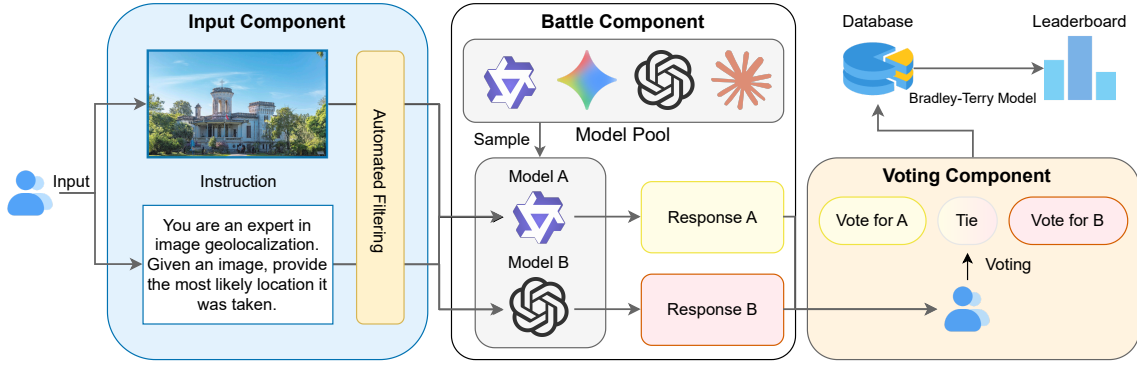 Input Component
Input
Instruction
You are an expert in
image geolocalization.
Given an image, provide
the most likely location it
was taken.
Automated Filtering
Battle Component
Sample
Model Pool
Model A
Model B
Response A
Response B
Database
Leaderboard
Bradley-Terry Model
Voting Component
Vote for A
Tie
Vote for B
Voting